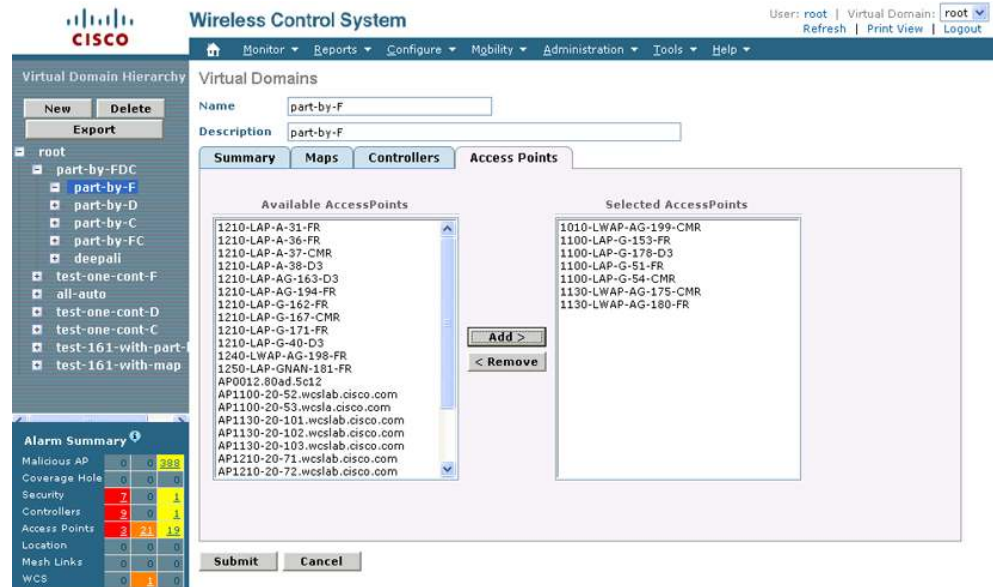 CISCO
Wireless Control System
User: root | Virtual Domain: root
Refresh | Print View | Logout
Monitor Reports Configure Mobility Administration Tools Help
Virtual Domain Hierarchy
New Delete
Export
root
part-by-FDC
part-by-F
part-by-D
part-by-C
part-by-FC
deepali
test-one-cont-F
all-auto
test-one-cont-D
test-one-cont-C
test-161-with-part-
test-161-with-map
Alarm Summary
Malicious AP 0 0 388
Coverage Hole 0 0 0
Security 7 0 1
Controllers 9 0 1
Access Points 3 21 19
Location 0 0 0
Mesh Links 0 0 0
WCS 0 1 0
Virtual Domains
Name part-by-F
Description part-by-F
Summary Maps Controllers Access Points
Available AccessPoints
1210-LAP-A-31-FR
1210-LAP-A-36-FR
1210-LAP-A-37-CMR
1210-LAP-A-38-D3
1210-LAP-AG-163-D3
1210-LAP-AG-194-FR
1210-LAP-G-162-FR
1210-LAP-G-167-CMR
1210-LAP-G-171-FR
1210-LAP-G-40-D3
1240-LWAP-AG-198-FR
1250-LAP-GNAN-181-FR
AP0012.80ad.5c12
AP1100-20-52.wcslab.cisco.com
AP1100-20-53.wcsla.cisco.com
AP1130-20-101.wcslab.cisco.com
AP1130-20-102.wcslab.cisco.com
AP1130-20-103.wcslab.cisco.com
AP1210-20-71.wcslab.cisco.com
AP1210-20-72.wcslab.cisco.com
Add >
< Remove
Selected AccessPoints
1010-LWAP-AG-199-CMR
1100-LAP-G-153-FR
1100-LAP-G-178-D3
1100-LAP-G-51-FR
1100-LAP-G-54-CMR
1130-LWAP-AG-175-CMR
1130-LWAP-AG-180-FR
Submit Cancel